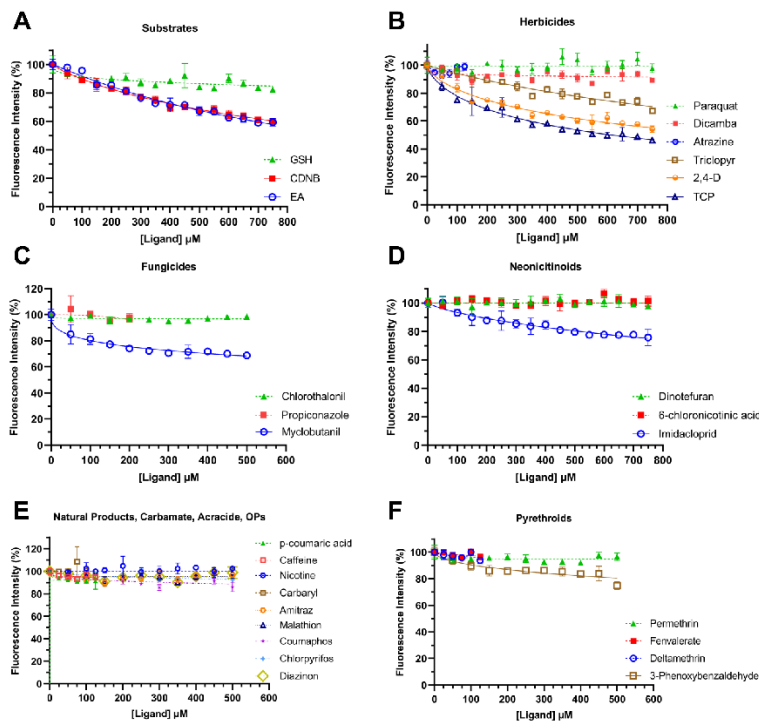 A
Substrates
Fluorescence Intensity (%)
120
100
80
60
40
20
0
0 100 200 300 400 500 600 700 800
[Ligand] µM
GSH
CDNB
EA
B
Herbicides
Fluorescence Intensity (%)
120
100
80
60
40
20
0
0 100 200 300 400 500 600 700 800
[Ligand] µM
Paraquat
Dicamba
Atrazine
Triclopyr
2,4-D
TCP
C
Fungicides
Fluorescence Intensity (%)
120
100
80
60
40
20
0
0 100 200 300 400 500 600
[Ligand] µM
Chlorothalonil
Propiconazole
Myclobutanil
D
Neonicitinoids
Fluorescence Intensity (%)
120
100
80
60
40
20
0
0 100 200 300 400 500 600 700 800
[Ligand] µM
Dinotefuran
6-chloronicotinic acid
Imidacloprid
E
Natural Products, Carbamate, Acracide, OPs
Fluorescence Intensity (%)
120
100
80
60
40
20
0
0 100 200 300 400 500 600
[Ligand] µM
p-coumaric acid
Caffeine
Nicotine
Carbaryl
Amitraz
Malathion
Coumaphos
Chlorpyrifos
Diazinon
F
Pyrethroids
Fluorescence Intensity (%)
120
100
80
60
40
20
0
0 100 200 300 400 500 600
[Ligand] µM
Permethrin
Fenvalerate
Deltamethrin
3-Phenoxybenzaldehyde